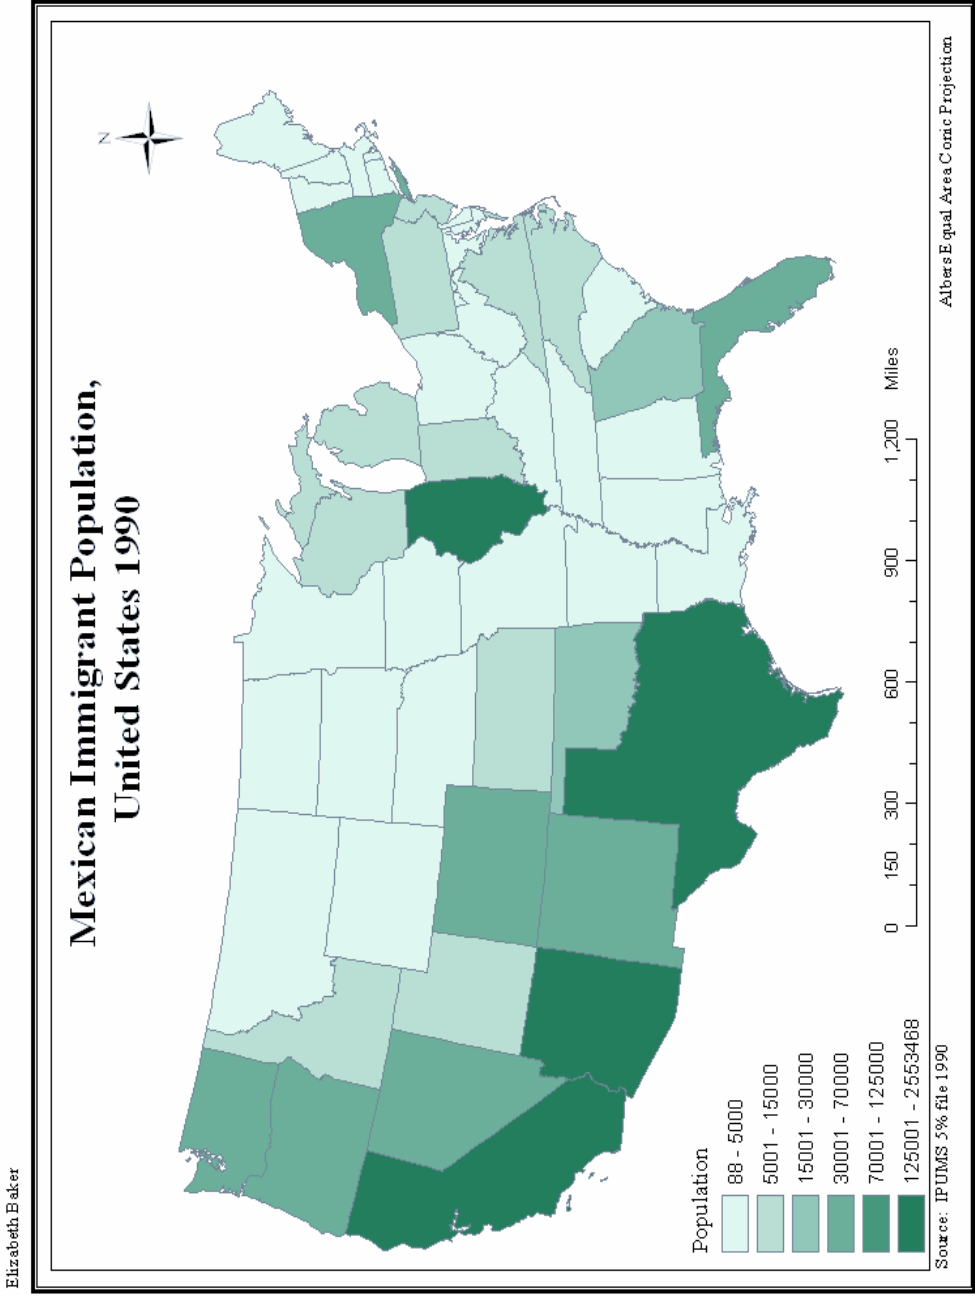 Elizabeth Baker
Mexican Immigrant Population,
United States 1990
N
Population
88 - 5000
5001 - 15000
15001 - 30000
30001 - 70000
70001 - 125000
125001 - 2553468
0 150 300 600 900 1,200 Miles
Source: IPUMS 5% file 1990
Albers Equal Area Conic Projection